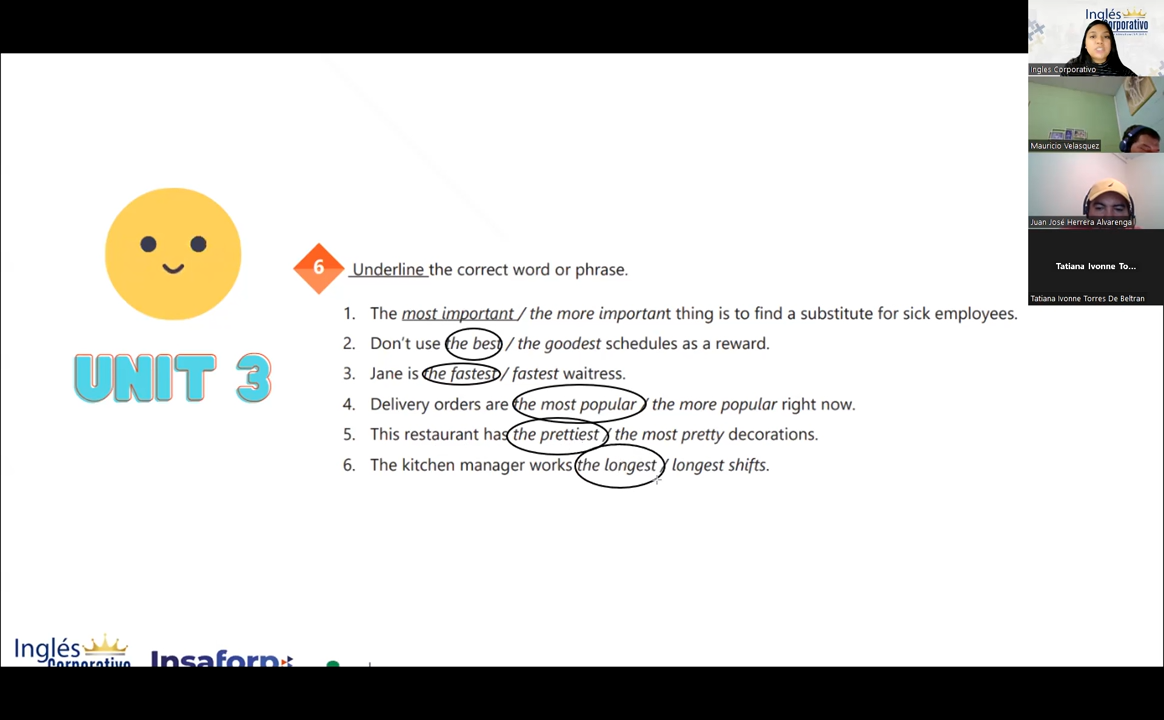 Inglés
Corporativo
Ingles Corporativo
Mauricio Velasquez
Juan José Herrera Alvarenga
Tatiana Ivonne To...
Tatiana Ivonne Torres De Beltran
6 Underline the correct word or phrase.
1. The most important / the more important thing is to find a substitute for sick employees.
2. Don't use the best / the goodest schedules as a reward.
3. Jane is the fastest / fastest waitress.
4. Delivery orders are the most popular / the more popular right now.
5. This restaurant has the prettiest / the most pretty decorations.
6. The kitchen manager works the longest / longest shifts.
UNIT 3
Inglés
Corporativo
Insaforp